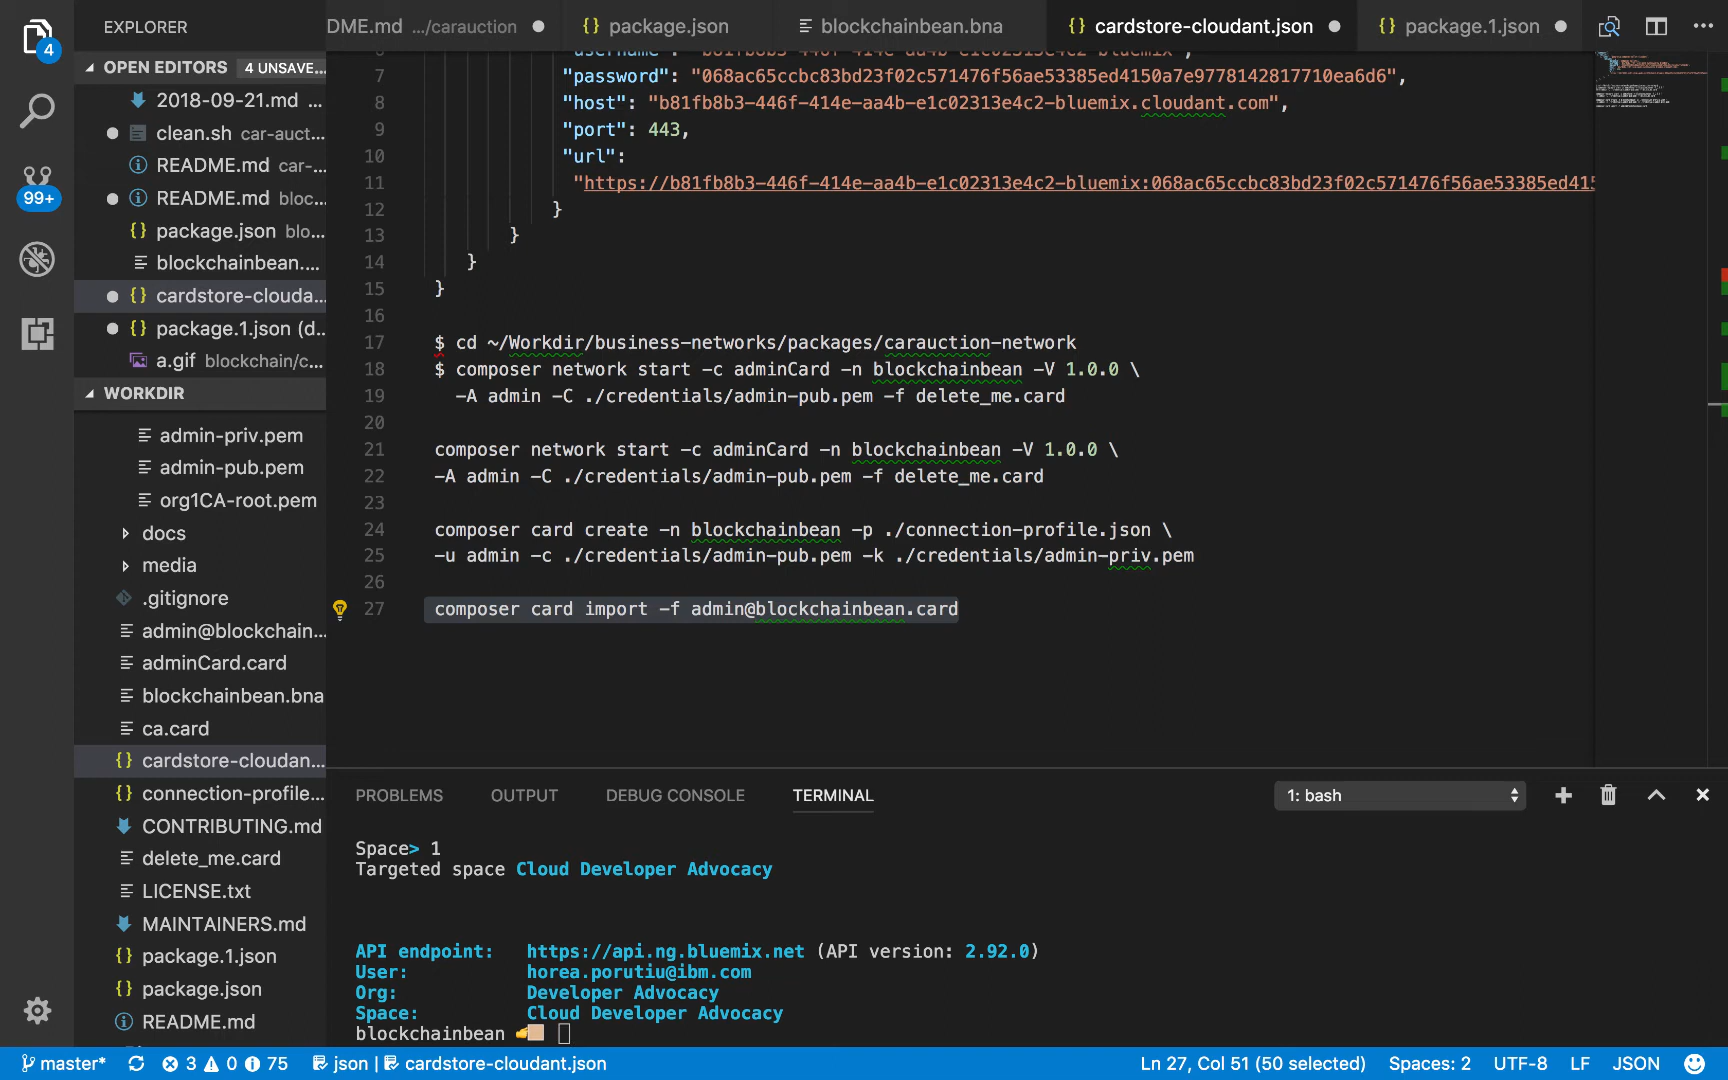 EXPLORER
DME.md .../carauction
{} package.json
blockchainbean.bna
{} cardstore-cloudant.json
{} package.1.json
4
OPEN EDITORS 4 UNSAVE...
2018-09-21.md ...
clean.sh car-auct...
README.md car-...
99+
README.md bloc...
{} package.json blo...
blockchainbean....
{} cardstore-clouda...
{} package.1.json (d...
a.gif blockchain/c...
WORKDIR
admin-priv.pem
admin-pub.pem
org1CA-root.pem
docs
media
.gitignore
admin@blockchain...
adminCard.card
blockchainbean.bna
ca.card
{} cardstore-cloudan...
{} connection-profile...
CONTRIBUTING.md
delete_me.card
LICENSE.txt
MAINTAINERS.md
{} package.1.json
{} package.json
README.md
7 "password": "068ac65ccbc83bd23f02c571476f56ae53385ed4150a7e9778142817710ea6d6",
8 "host": "b81fb8b3-446f-414e-aa4b-e1c02313e4c2-bluemix.cloudant.com",
9 "port": 443,
10 "url":
11 "https://b81fb8b3-446f-414e-aa4b-e1c02313e4c2-bluemix:068ac65ccbc83bd23f02c571476f56ae53385ed415
12 }
13 }
14 }
15 }
16
17 $ cd ~/Workdir/business-networks/packages/carauction-network
18 $ composer network start -c adminCard -n blockchainbean -V 1.0.0 \
19 -A admin -C ./credentials/admin-pub.pem -f delete_me.card
20
21 composer network start -c adminCard -n blockchainbean -V 1.0.0 \
22 -A admin -C ./credentials/admin-pub.pem -f delete_me.card
23
24 composer card create -n blockchainbean -p ./connection-profile.json \
25 -u admin -c ./credentials/admin-pub.pem -k ./credentials/admin-priv.pem
26
27 composer card import -f admin@blockchainbean.card
PROBLEMS OUTPUT DEBUG CONSOLE TERMINAL 1: bash
Space> 1
Targeted space Cloud Developer Advocacy
API endpoint: https://api.ng.bluemix.net (API version: 2.92.0)
User: horea.porutiu@ibm.com
Org: Developer Advocacy
Space: Cloud Developer Advocacy
blockchainbean
master* 3 0 75 json | cardstore-cloudant.json Ln 27, Col 51 (50 selected) Spaces: 2 UTF-8 LF JSON